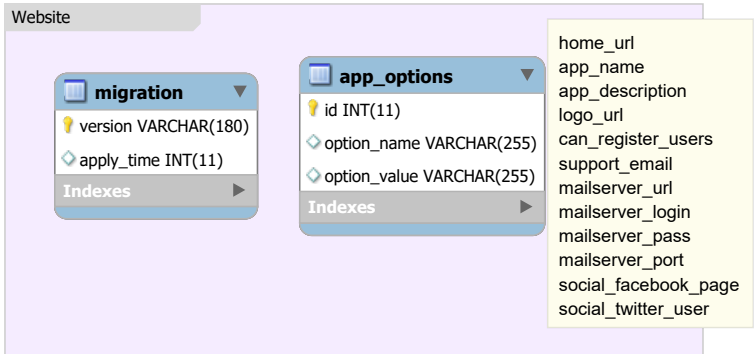 Website
migration
version VARCHAR(180)
apply_time INT(11)
Indexes
app_options
id INT(11)
option_name VARCHAR(255)
option_value VARCHAR(255)
Indexes
home_url
app_name
app_description
logo_url
can_register_users
support_email
mailserver_url
mailserver_login
mailserver_pass
mailserver_port
social_facebook_page
social_twitter_user